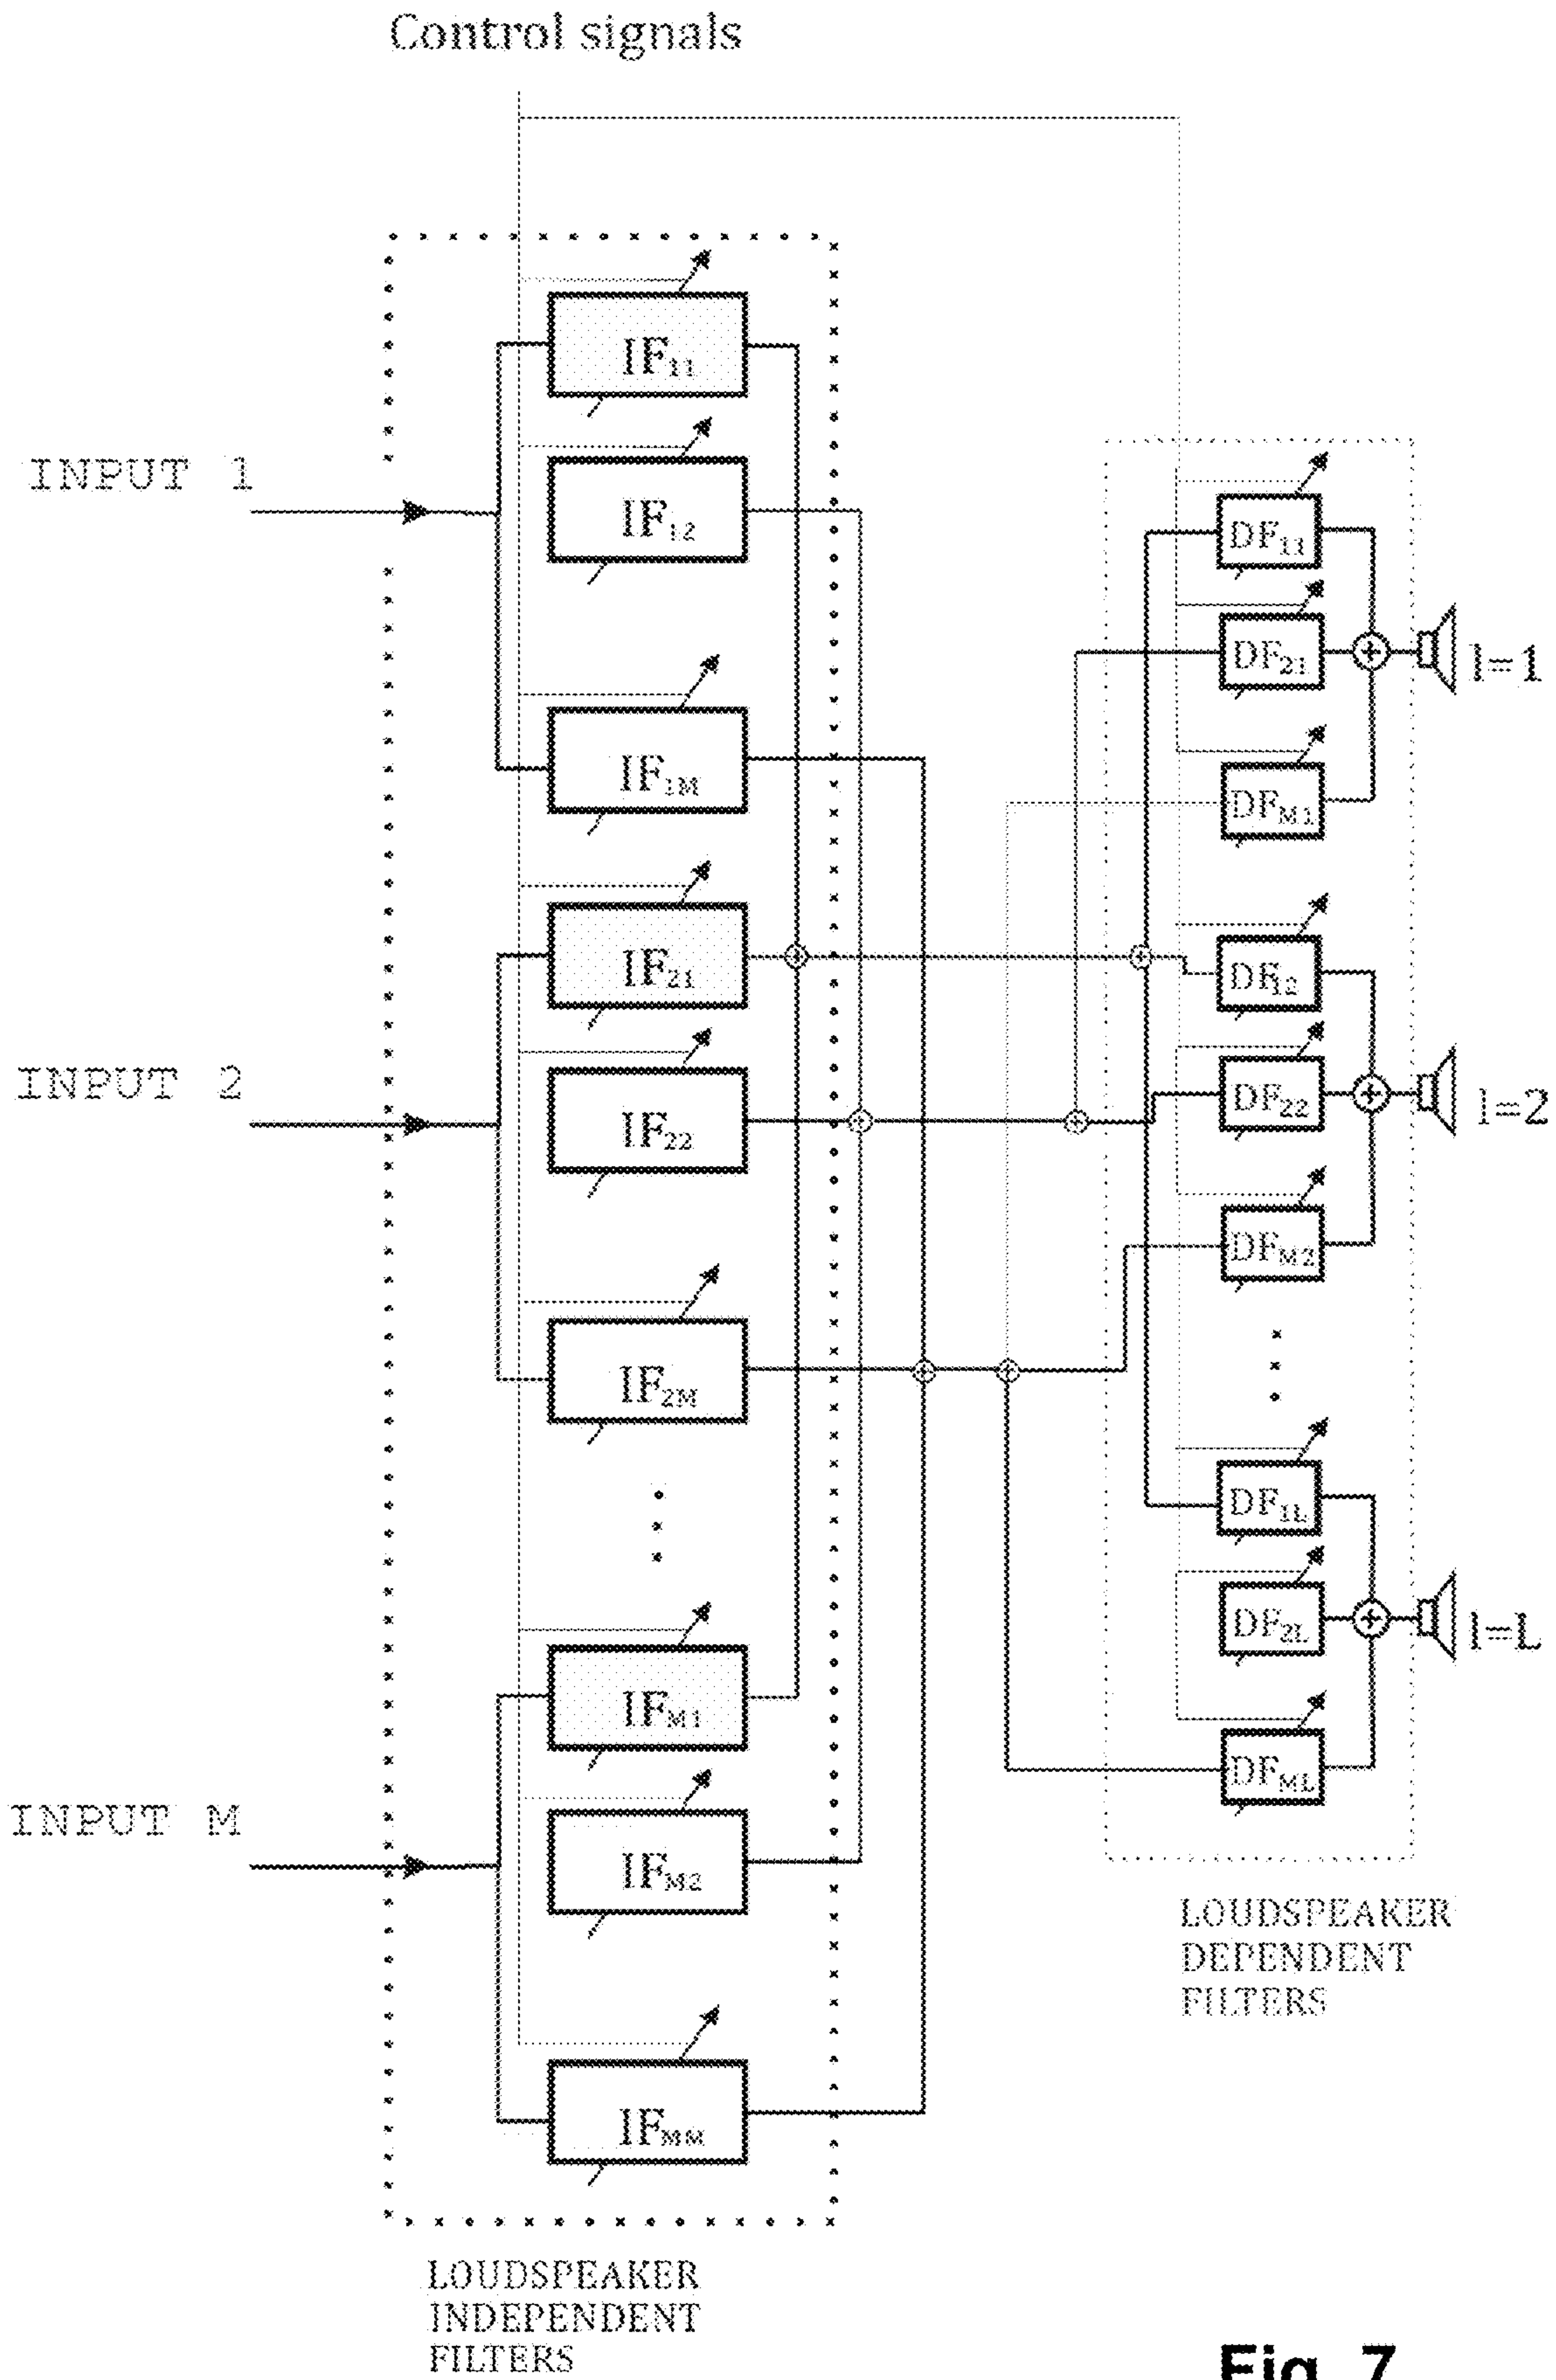 Control signals
INPUT 1
IF11
IF12
IF1M
INPUT 2
IF21
IF22
IF2M
INPUT M
IFM1
IFM2
IFMM
LOUDSPEAKER
INDEPENDENT
FILTERS
DF11
DF21
DFM1
l=1
DF12
DF22
DFM2
l=2
DF1L
DF2L
DFML
l=L
LOUDSPEAKER
DEPENDENT
FILTERS
Fig. 7